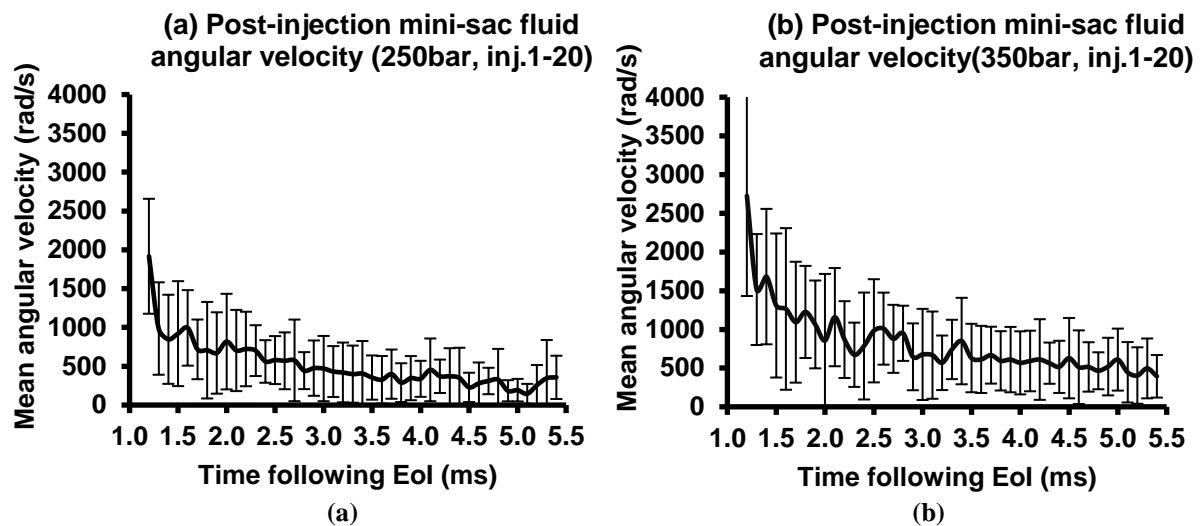 (a) Post-injection mini-sac fluid
angular velocity (250bar, inj.1-20)
Mean angular velocity (rad/s)
4000
3500
3000
2500
2000
1500
1000
500
0
1.0 1.5 2.0 2.5 3.0 3.5 4.0 4.5 5.0 5.5
Time following EoI (ms)
(a)
(b) Post-injection mini-sac fluid
angular velocity(350bar, inj.1-20)
Mean angular velocity (rad/s)
4000
3500
3000
2500
2000
1500
1000
500
0
1.0 1.5 2.0 2.5 3.0 3.5 4.0 4.5 5.0 5.5
Time following EoI (ms)
(b)